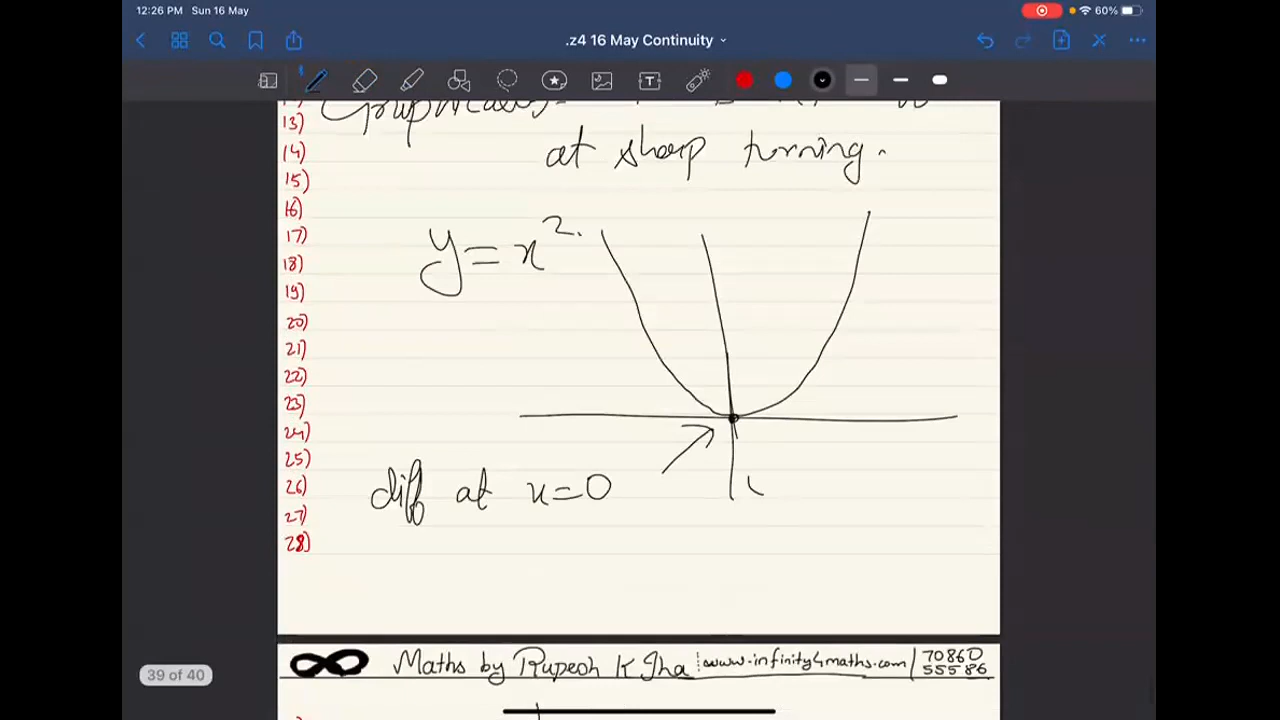 12:26 PM Sun 16 May 60%
.z4 16 May Continuity
13)
14) at sharp turning.
15)
16)
17) y = x².
18)
19)
20)
21)
22)
23)
24)
25)
26) diff at x=0
27)
28)
39 of 40
Maths by Rupesh K Jha www.infinity4maths.com/ 70860
55586